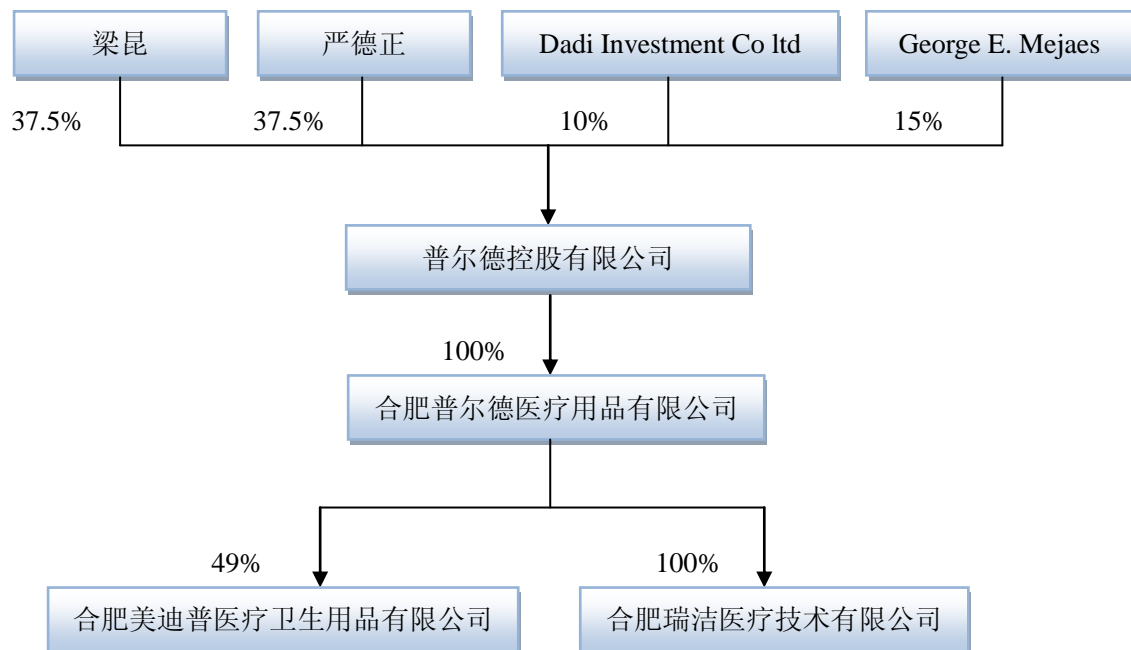 梁昆
严德正
Dadi Investment Co ltd
George E. Mejaes
37.5%
37.5%
10%
15%
普尔德控股有限公司
100%
合肥普尔德医疗用品有限公司
49%
100%
合肥美迪普医疗卫生用品有限公司
合肥瑞洁医疗技术有限公司